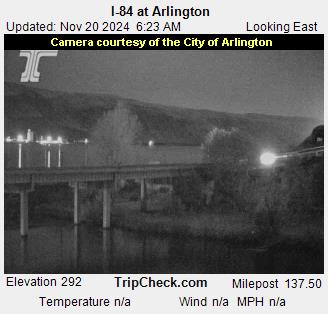 I-84 at Arlington
Updated: Nov 20 2024 6:23 AM Looking East
Camera courtesy of the City of Arlington
Elevation 292 TripCheck.com Milepost 137.50
Temperature n/a Wind n/a MPH n/a